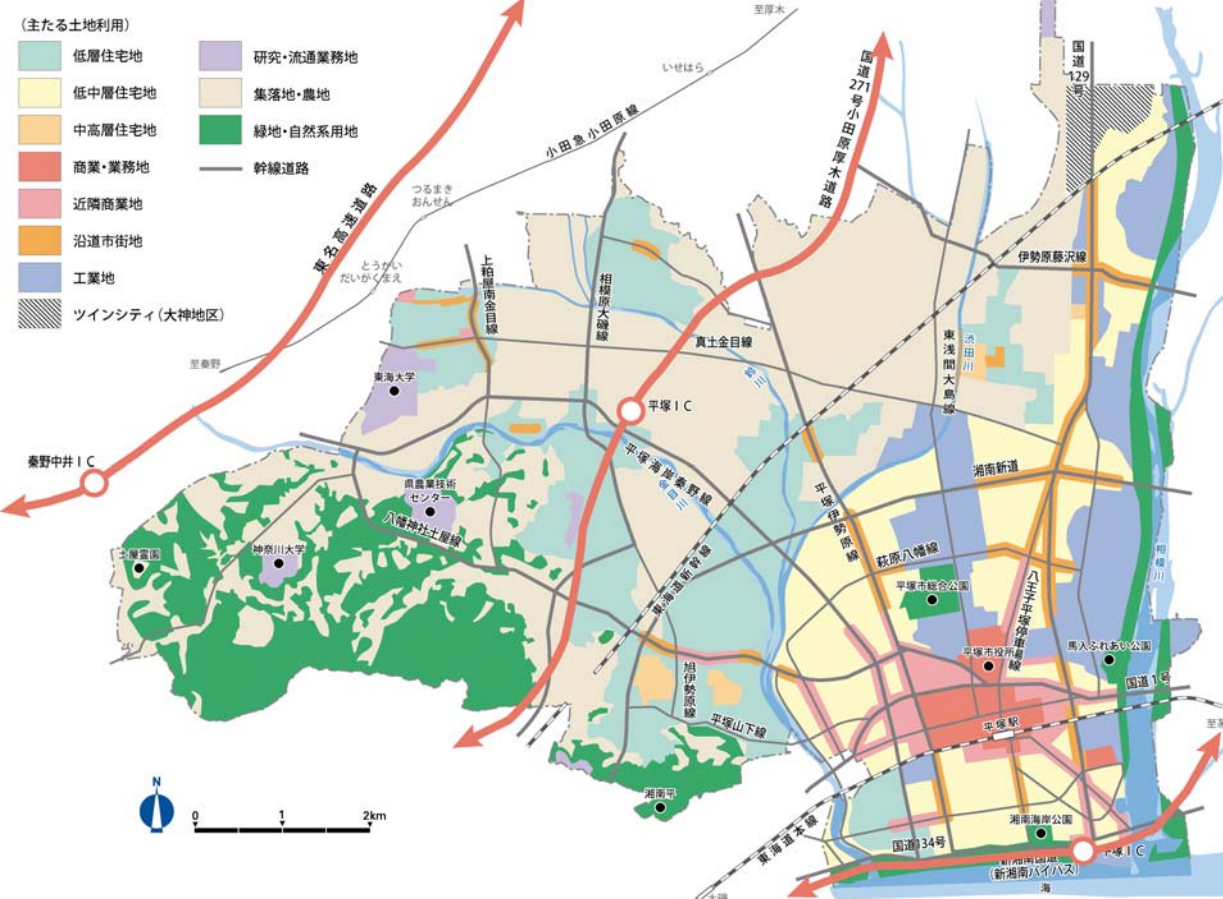 (主たる土地利用)
低層住宅地
低中層住宅地
中高層住宅地
商業・業務地
近隣商業地
沿道市街地
工業地
ツインシティ(大神地区)
研究・流通業務地
集落地・農地
緑地・自然系用地
幹線道路
至厚木
いせはら
小田急小田原線
つるまき
おんせん
とうかい
だいがくまえ
至秦野
東名高速道路
秦野中井IC
国道271号小田原厚木道路
国道129号
上粕屋南金目線
相模原大磯線
真土金目線
伊勢原藤沢線
東浅間大島線
渋田川
鈴川
東海大学
平塚IC
平塚海岸秦野線
金目川
平塚伊勢原線
湘南新道
県農業技術
センター
八幡神社土屋線
土屋霊園
神奈川大学
東海道新幹線
萩原八幡線
平塚市総合公園
八王子平塚停車場線
相模川
平塚市役所
馬入ふれあい公園
国道1号
旭伊勢原線
平塚山下線
平塚駅
湘南平
湘南海岸公園
東海道本線
国道134号
平塚IC
新湘南国道
(新湘南バイパス)
海
大磯
N
0
1
2km